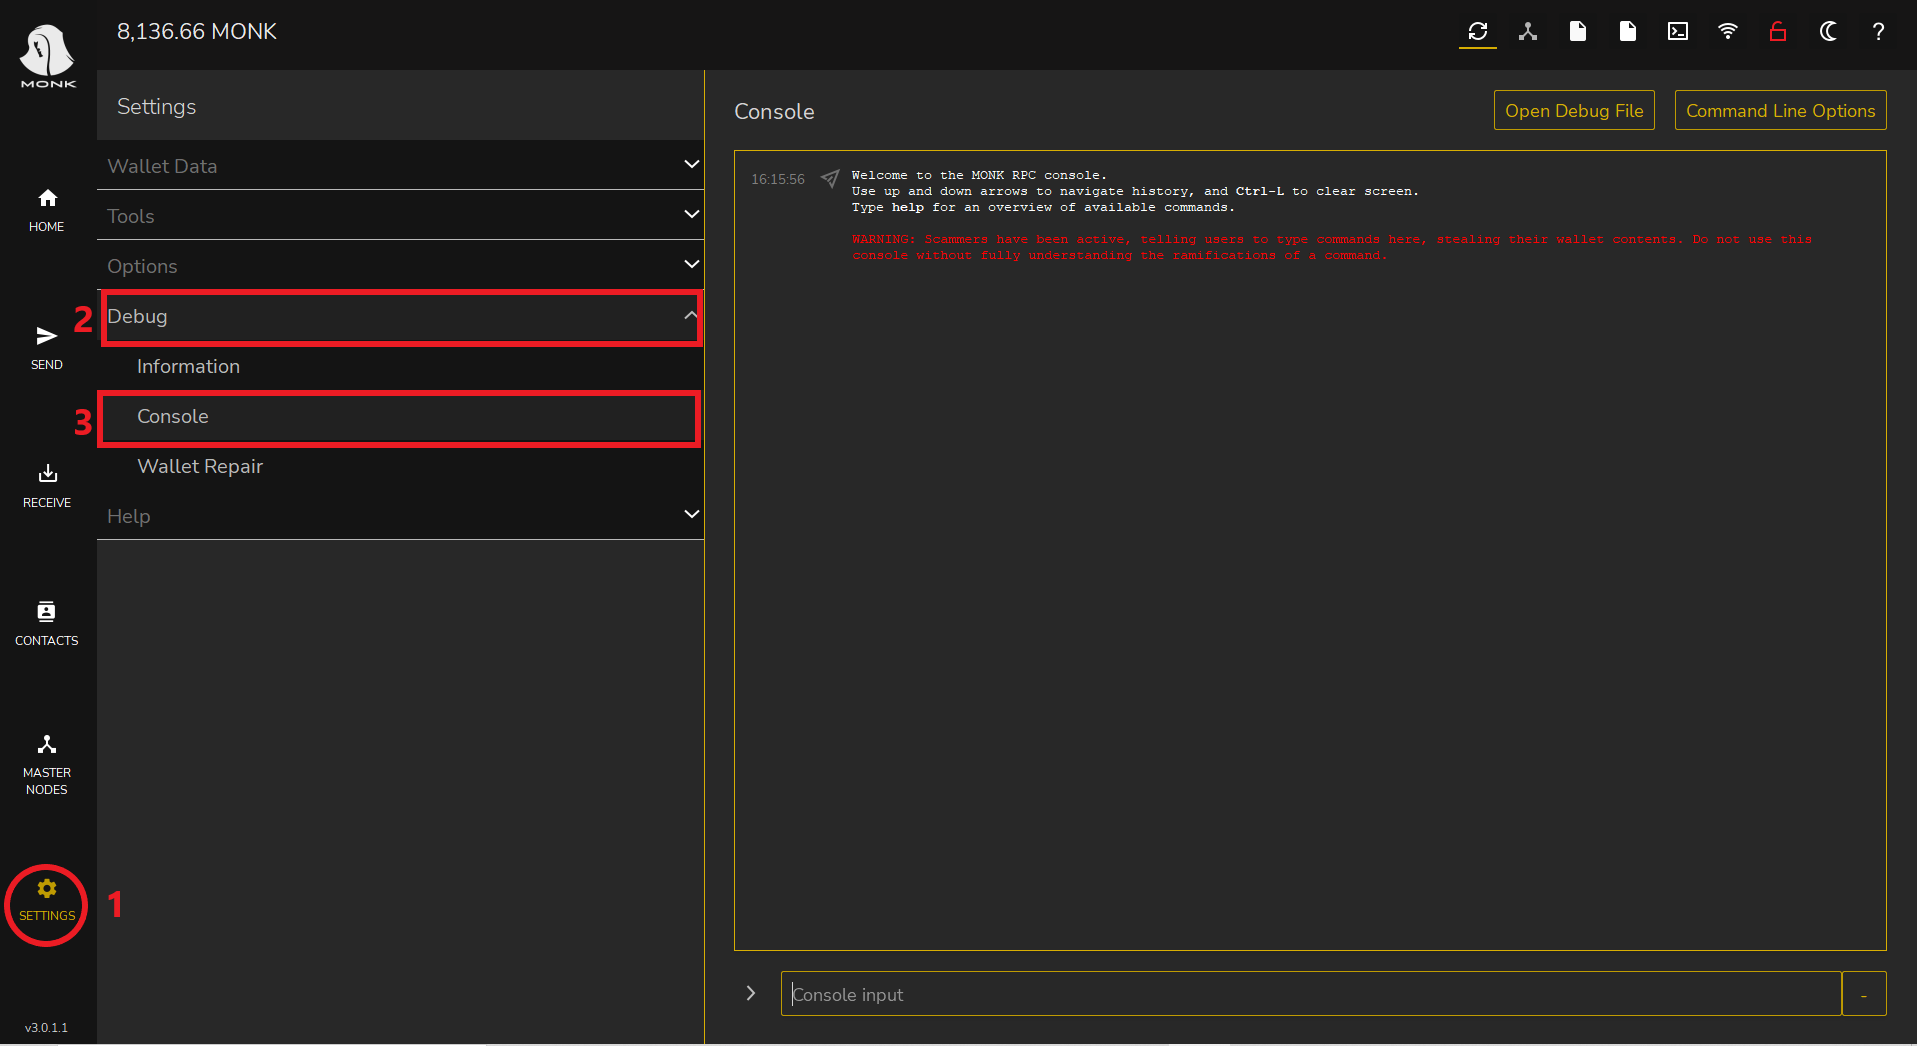 8,136.66 MONK
MONK
Settings
Wallet Data
Tools
Options
2
Debug
Information
3
Console
Wallet Repair
Help
HOME
SEND
RECEIVE
CONTACTS
MASTER
NODES
SETTINGS
1
v3.0.1.1
Console
Open Debug File
Command Line Options
16:15:56
Welcome to the MONK RPC console.
Use up and down arrows to navigate history, and Ctrl-L to clear screen.
Type help for an overview of available commands.
WARNING: Scammers have been active, telling users to type commands here, stealing their wallet contents. Do not use this
console without fully understanding the ramifications of a command.
Console input
-